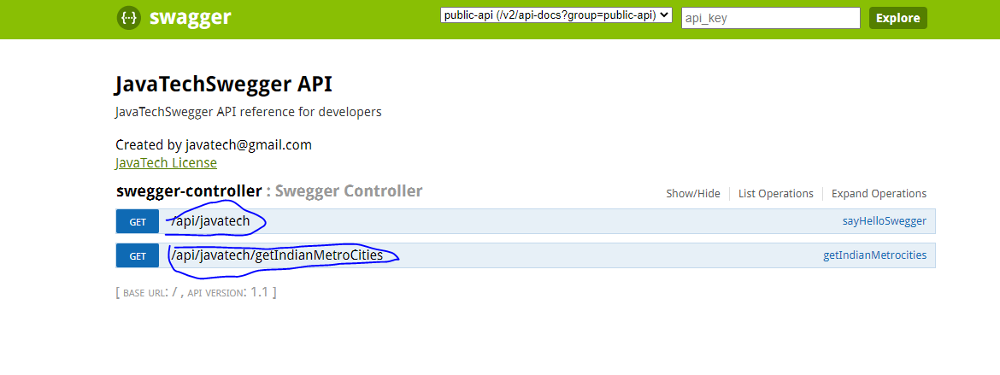 swagger public-api (/v2/api-docs?group=public-api) api_key Explore
JavaTechSwegger API
JavaTechSwegger API reference for developers
Created by javatech@gmail.com
JavaTech License
swegger-controller : Swegger Controller Show/Hide List Operations Expand Operations
GET /api/javatech sayHelloSwegger
GET /api/javatech/getIndianMetroCities getIndianMetrocities
[ BASE URL: / , API VERSION: 1.1 ]